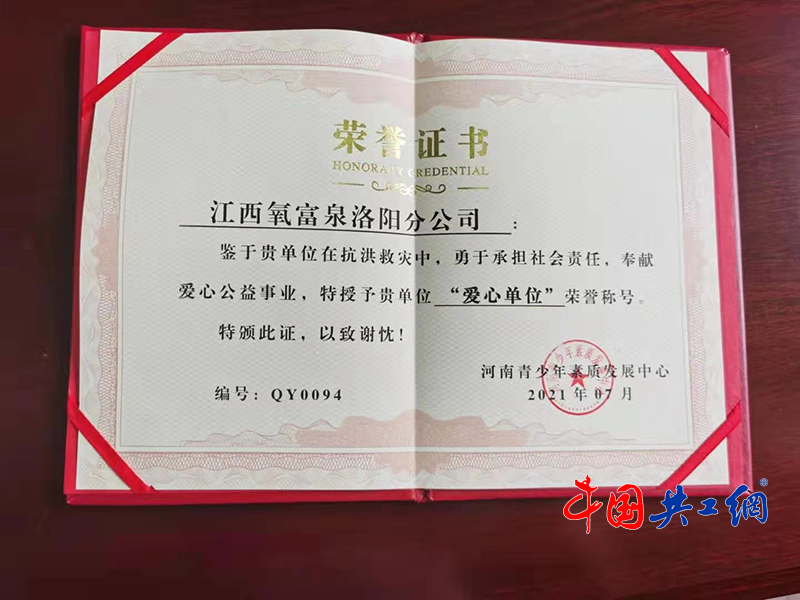 荣誉证书
HONORARY CREDENTIAL
江西氧富泉洛阳分公司：
鉴于贵单位在抗洪救灾中，勇于承担社会责任，奉献
爱心公益事业，特授予贵单位“爱心单位”荣誉称号。
特颁此证，以致谢忱！
河南青少年素质发展中心
编号：QY0094
2021年07月
中国共工網